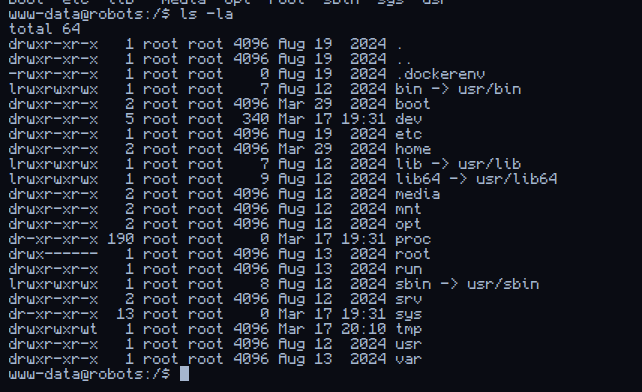 www-data@robots:/$ ls -la
total 64
drwxr-xr-x   1 root root 4096 Aug 19  2024 .
drwxr-xr-x   1 root root 4096 Aug 19  2024 ..
-rwxr-xr-x   1 root root    0 Aug 19  2024 .dockerenv
lrwxrwxrwx   1 root root    7 Aug 12  2024 bin -> usr/bin
drwxr-xr-x   2 root root 4096 Mar 29  2024 boot
drwxr-xr-x   5 root root  340 Mar 17 19:31 dev
drwxr-xr-x   1 root root 4096 Aug 19  2024 etc
drwxr-xr-x   2 root root 4096 Mar 29  2024 home
lrwxrwxrwx   1 root root    7 Aug 12  2024 lib -> usr/lib
lrwxrwxrwx   1 root root    9 Aug 12  2024 lib64 -> usr/lib64
drwxr-xr-x   2 root root 4096 Aug 12  2024 media
drwxr-xr-x   2 root root 4096 Aug 12  2024 mnt
drwxr-xr-x   2 root root 4096 Aug 12  2024 opt
dr-xr-xr-x 190 root root    0 Mar 17 19:31 proc
drwx------   1 root root 4096 Aug 13  2024 root
drwxr-xr-x   1 root root 4096 Aug 13  2024 run
lrwxrwxrwx   1 root root    8 Aug 12  2024 sbin -> usr/sbin
drwxr-xr-x   2 root root 4096 Aug 12  2024 srv
dr-xr-xr-x  13 root root    0 Mar 17 19:31 sys
drwxrwxrwt   1 root root 4096 Mar 17 20:10 tmp
drwxr-xr-x   1 root root 4096 Aug 12  2024 usr
drwxr-xr-x   1 root root 4096 Aug 13  2024 var
www-data@robots:/$